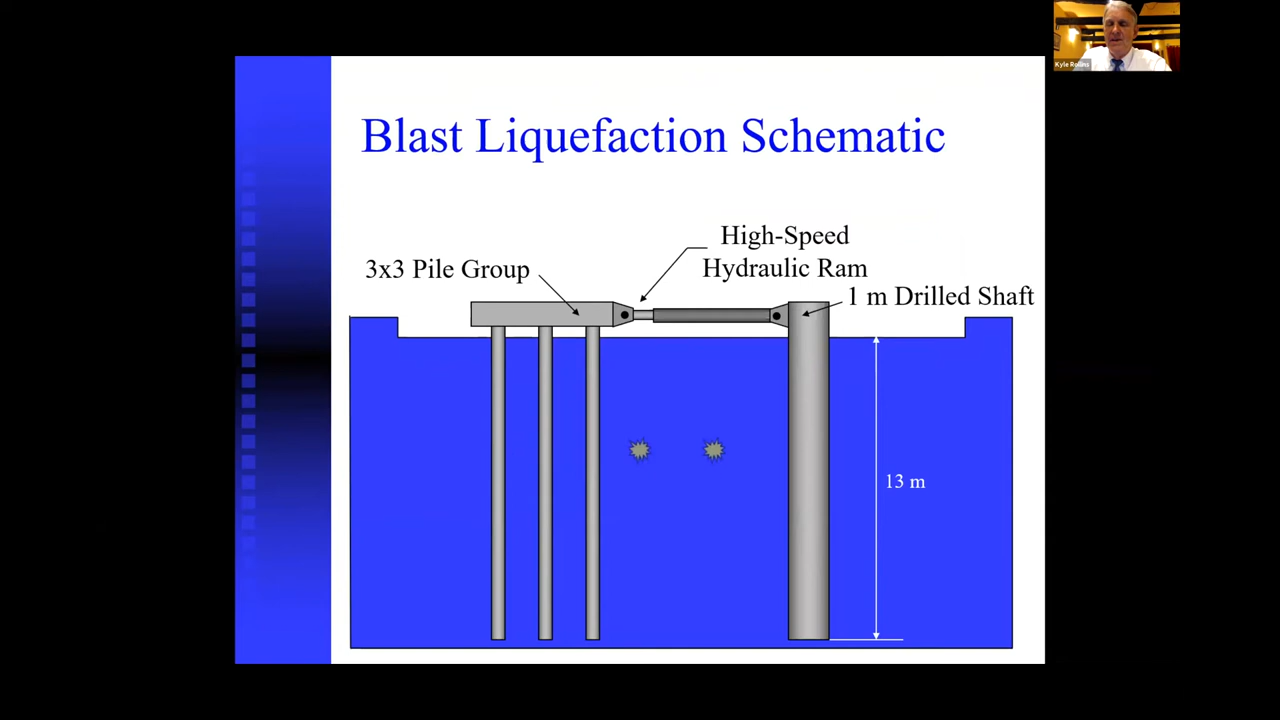 Kyle Rollins
Blast Liquefaction Schematic
High-Speed
Hydraulic Ram
3x3 Pile Group
1 m Drilled Shaft
13 m